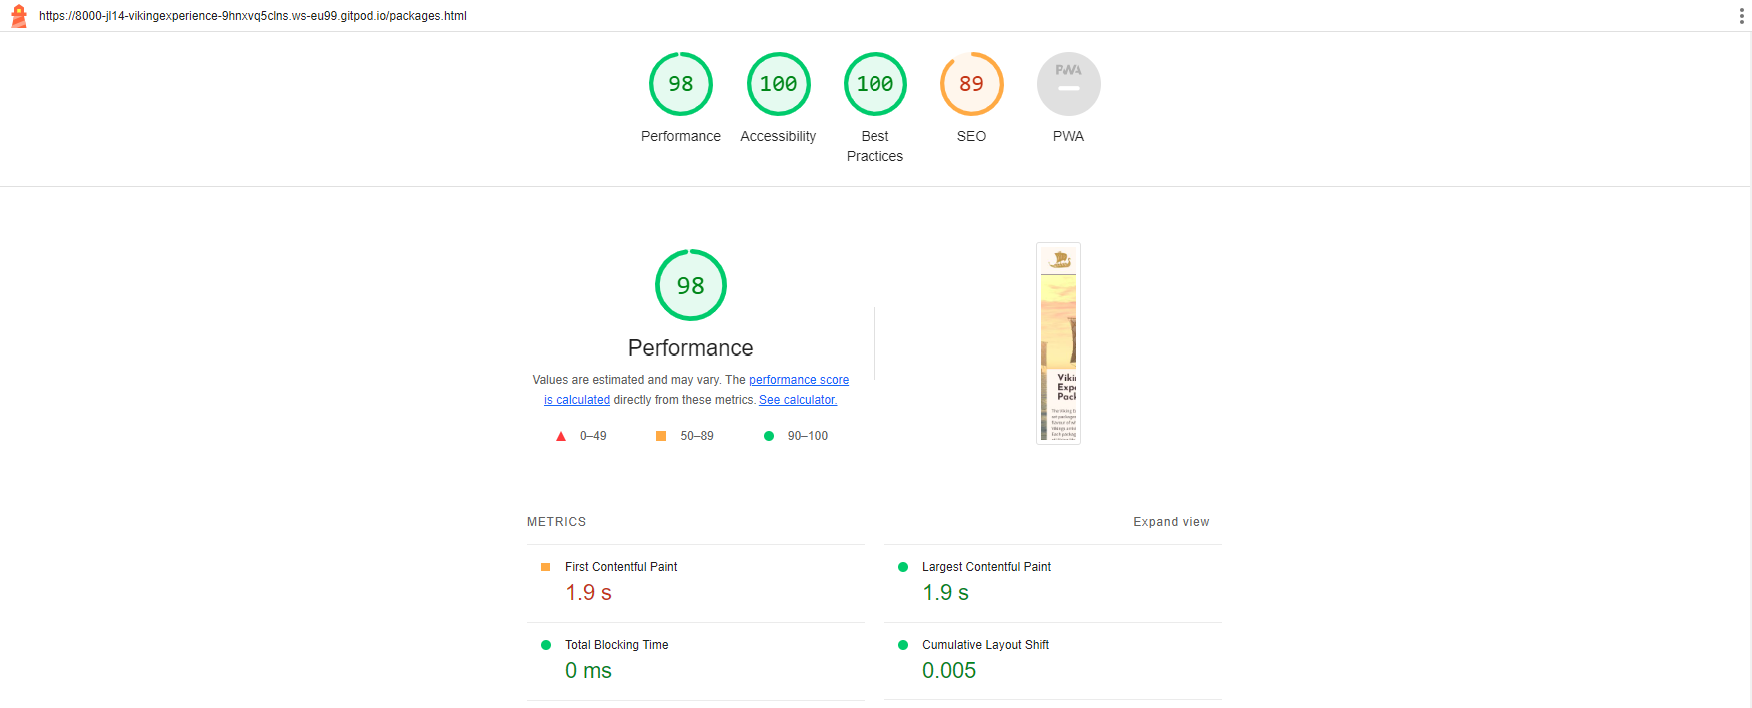 https://8000-jl14-vikingexperience-9hnxvq5clns.ws-eu99.gitpod.io/packages.html
98
100
100
89
PWA
Performance
Accessibility
Best
Practices
SEO
PWA
98
Performance
Values are estimated and may vary. The performance score
is calculated directly from these metrics. See calculator.
0–49
50–89
90–100
Viki
Expe
Pack
METRICS
Expand view
First Contentful Paint
1.9 s
Largest Contentful Paint
1.9 s
Total Blocking Time
0 ms
Cumulative Layout Shift
0.005